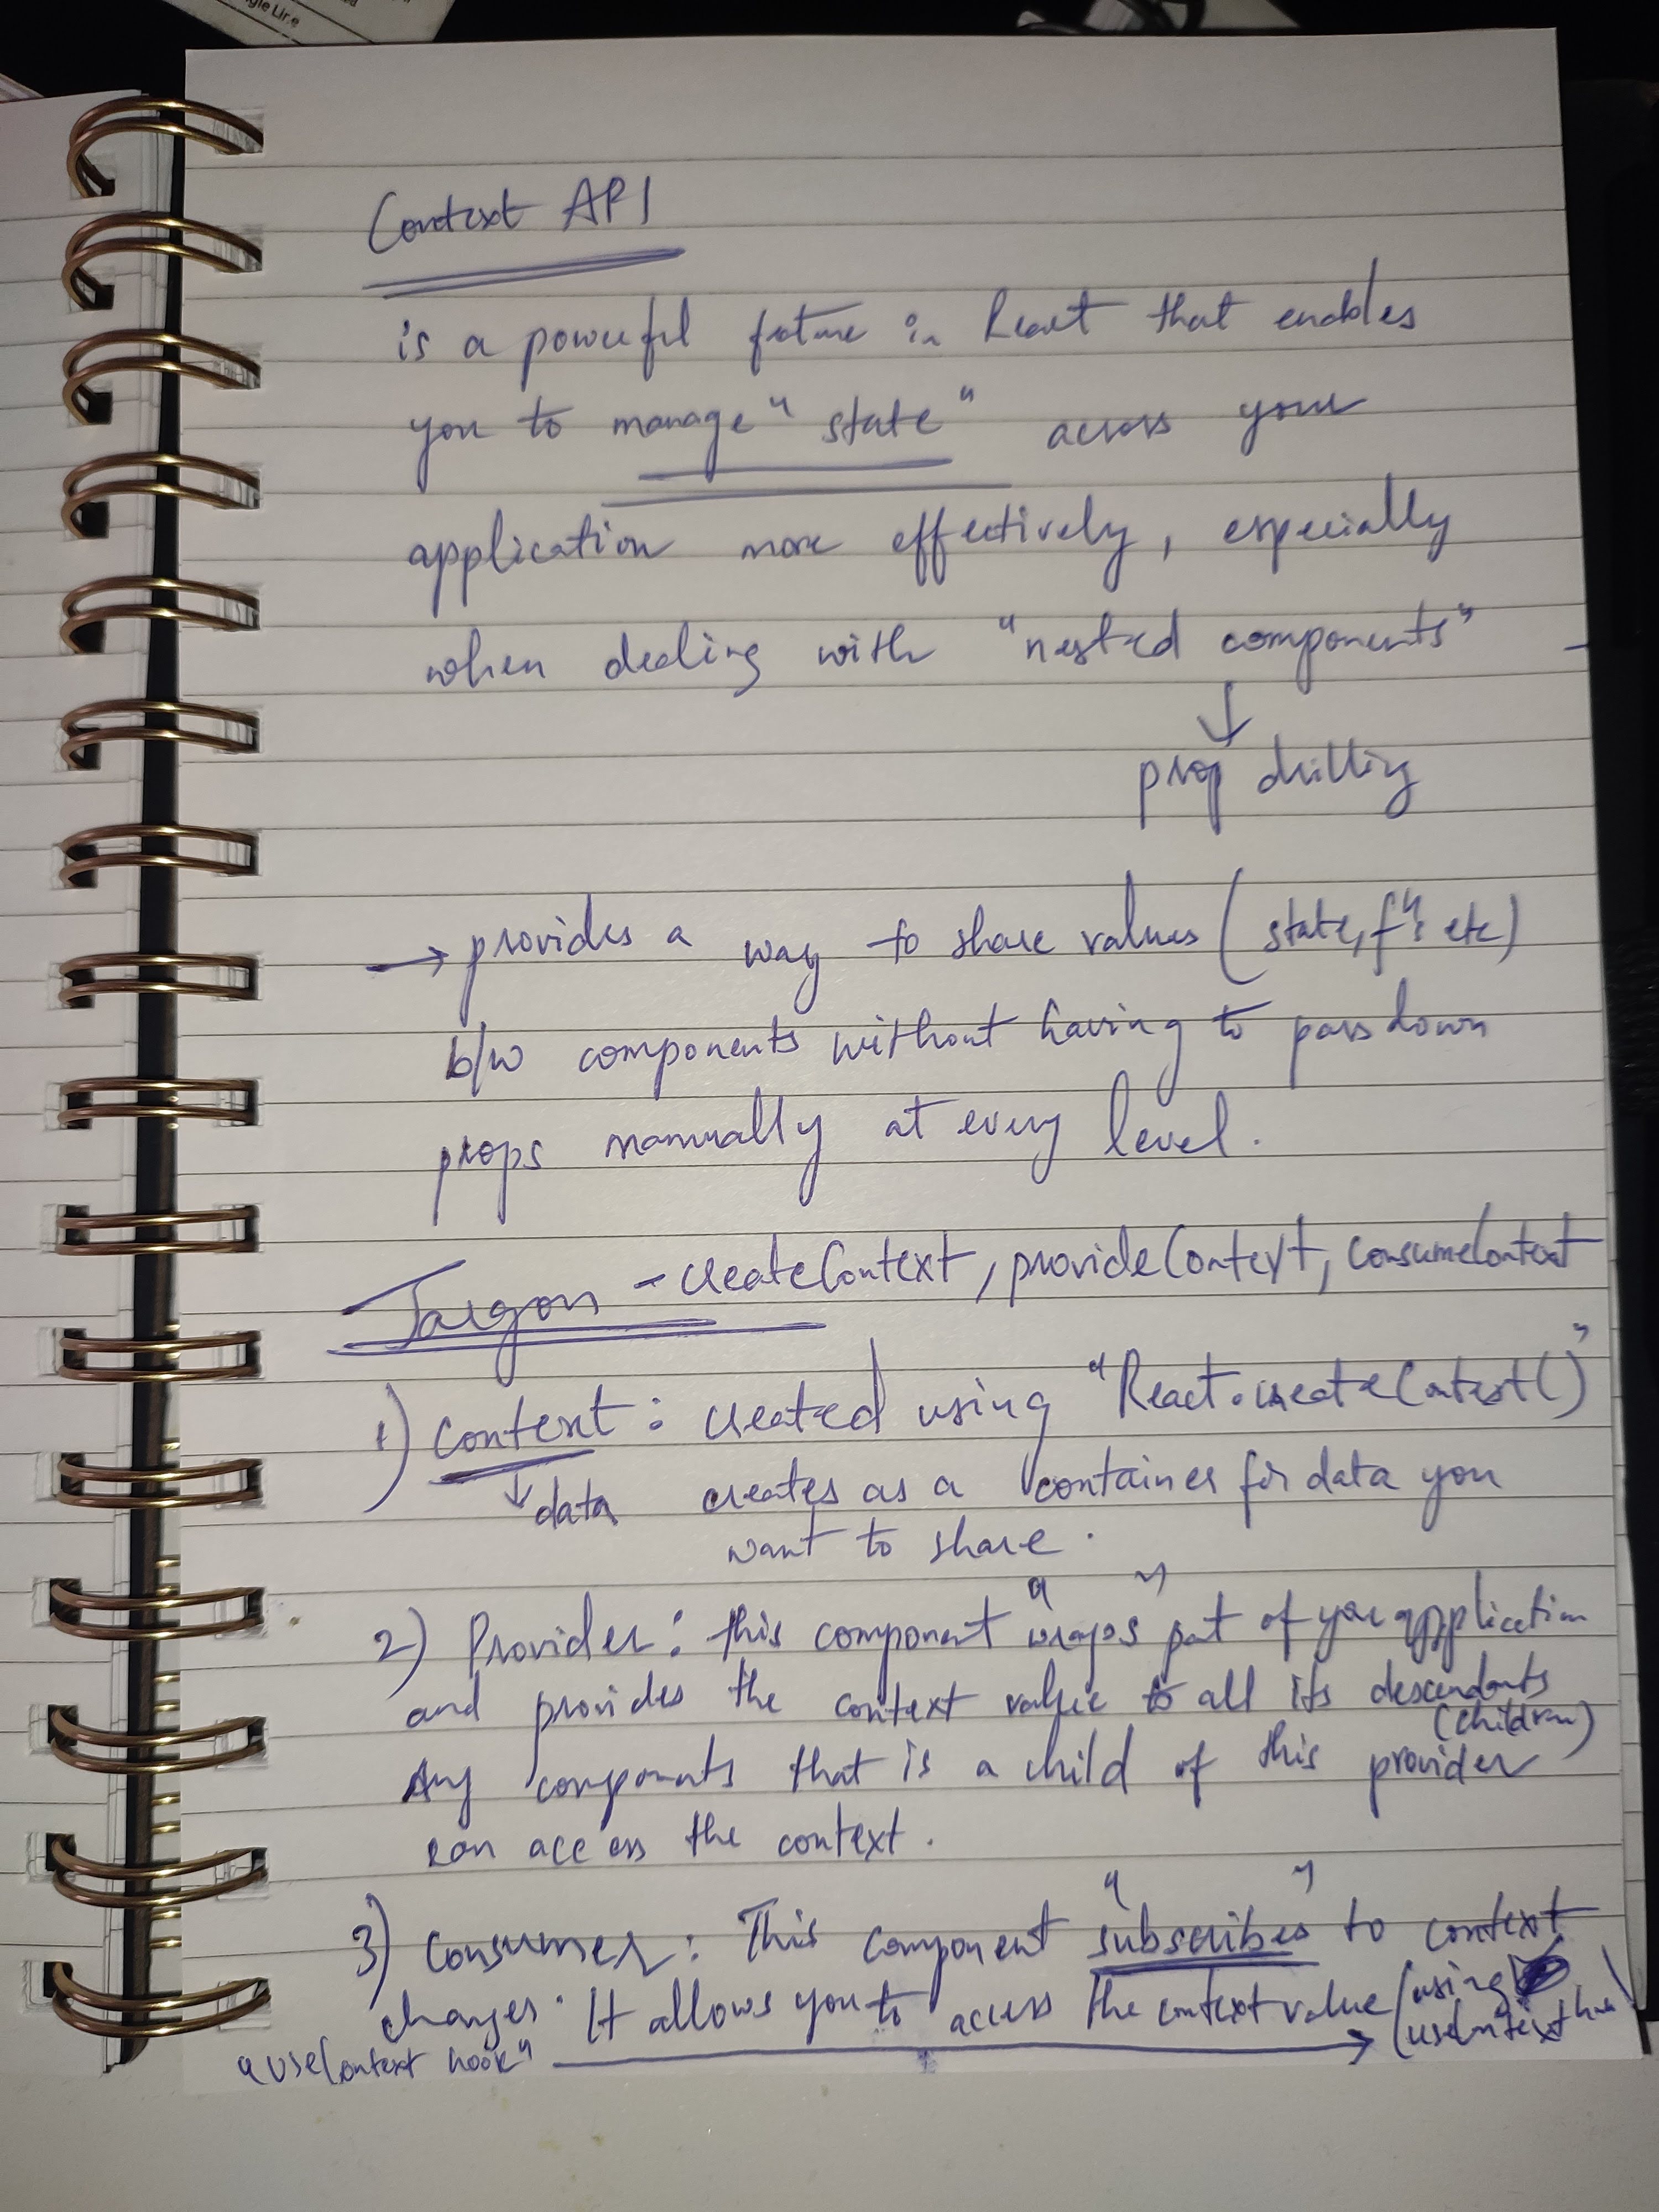 gle Line
Context API
is a powerful feature in React that enables
you to manage "state" across your
application more effectively, especially
when dealing with "nested components"
↓
prop drilling
→ provides a way to share values (state, fⁿs etc)
b/w components without having to pass down
props manually at every level.
Jargon - createContext, provideContext, consumeContext
1) Context : created using "React.createContext()"
↓ data creates as a container for data you
want to share.
2) Provider : this component "wraps" part of your application
and provides the context value to all its descendants
(children)
Any components that is a child of this provider
can access the context.
3) Consumer : This component "subscribes" to context
changes. It allows you to access the context value (using
useContext
"useContext hook" →